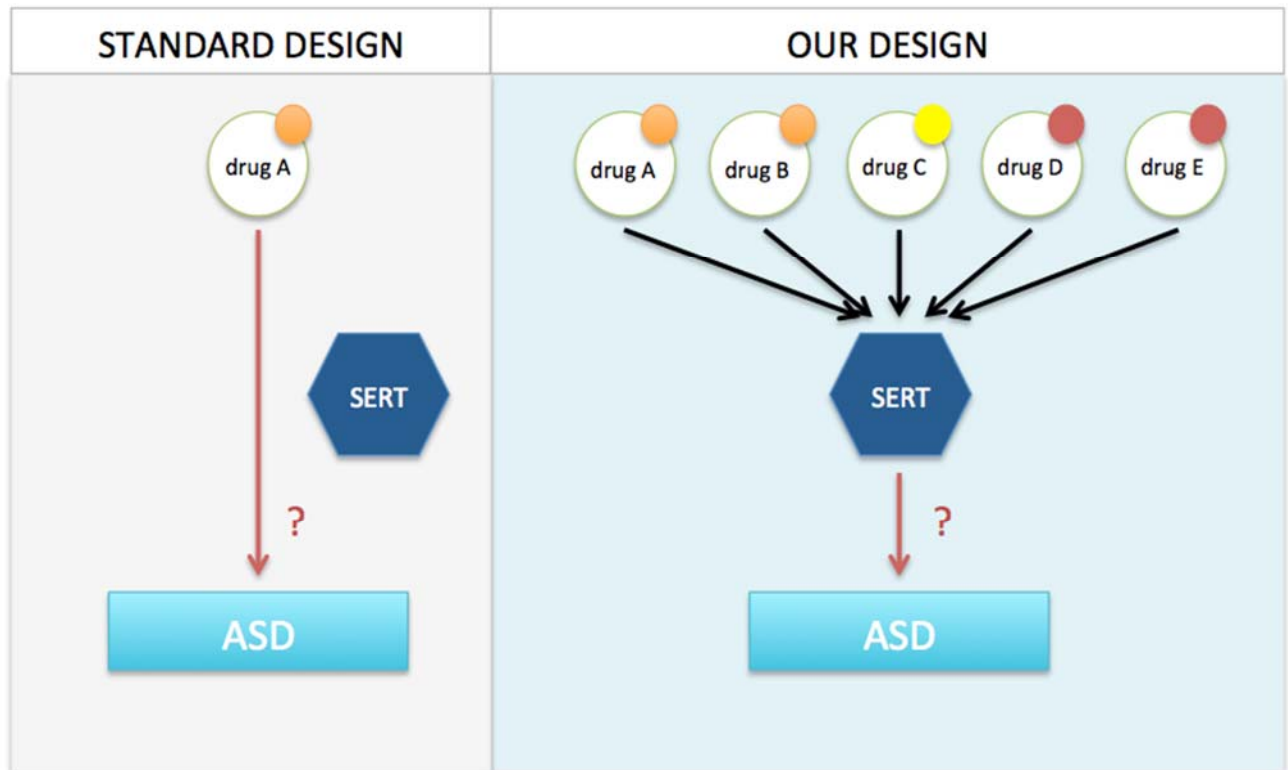 STANDARD DESIGN
OUR DESIGN
drug A
drug A
drug B
drug C
drug D
drug E
SERT
SERT
?
?
ASD
ASD